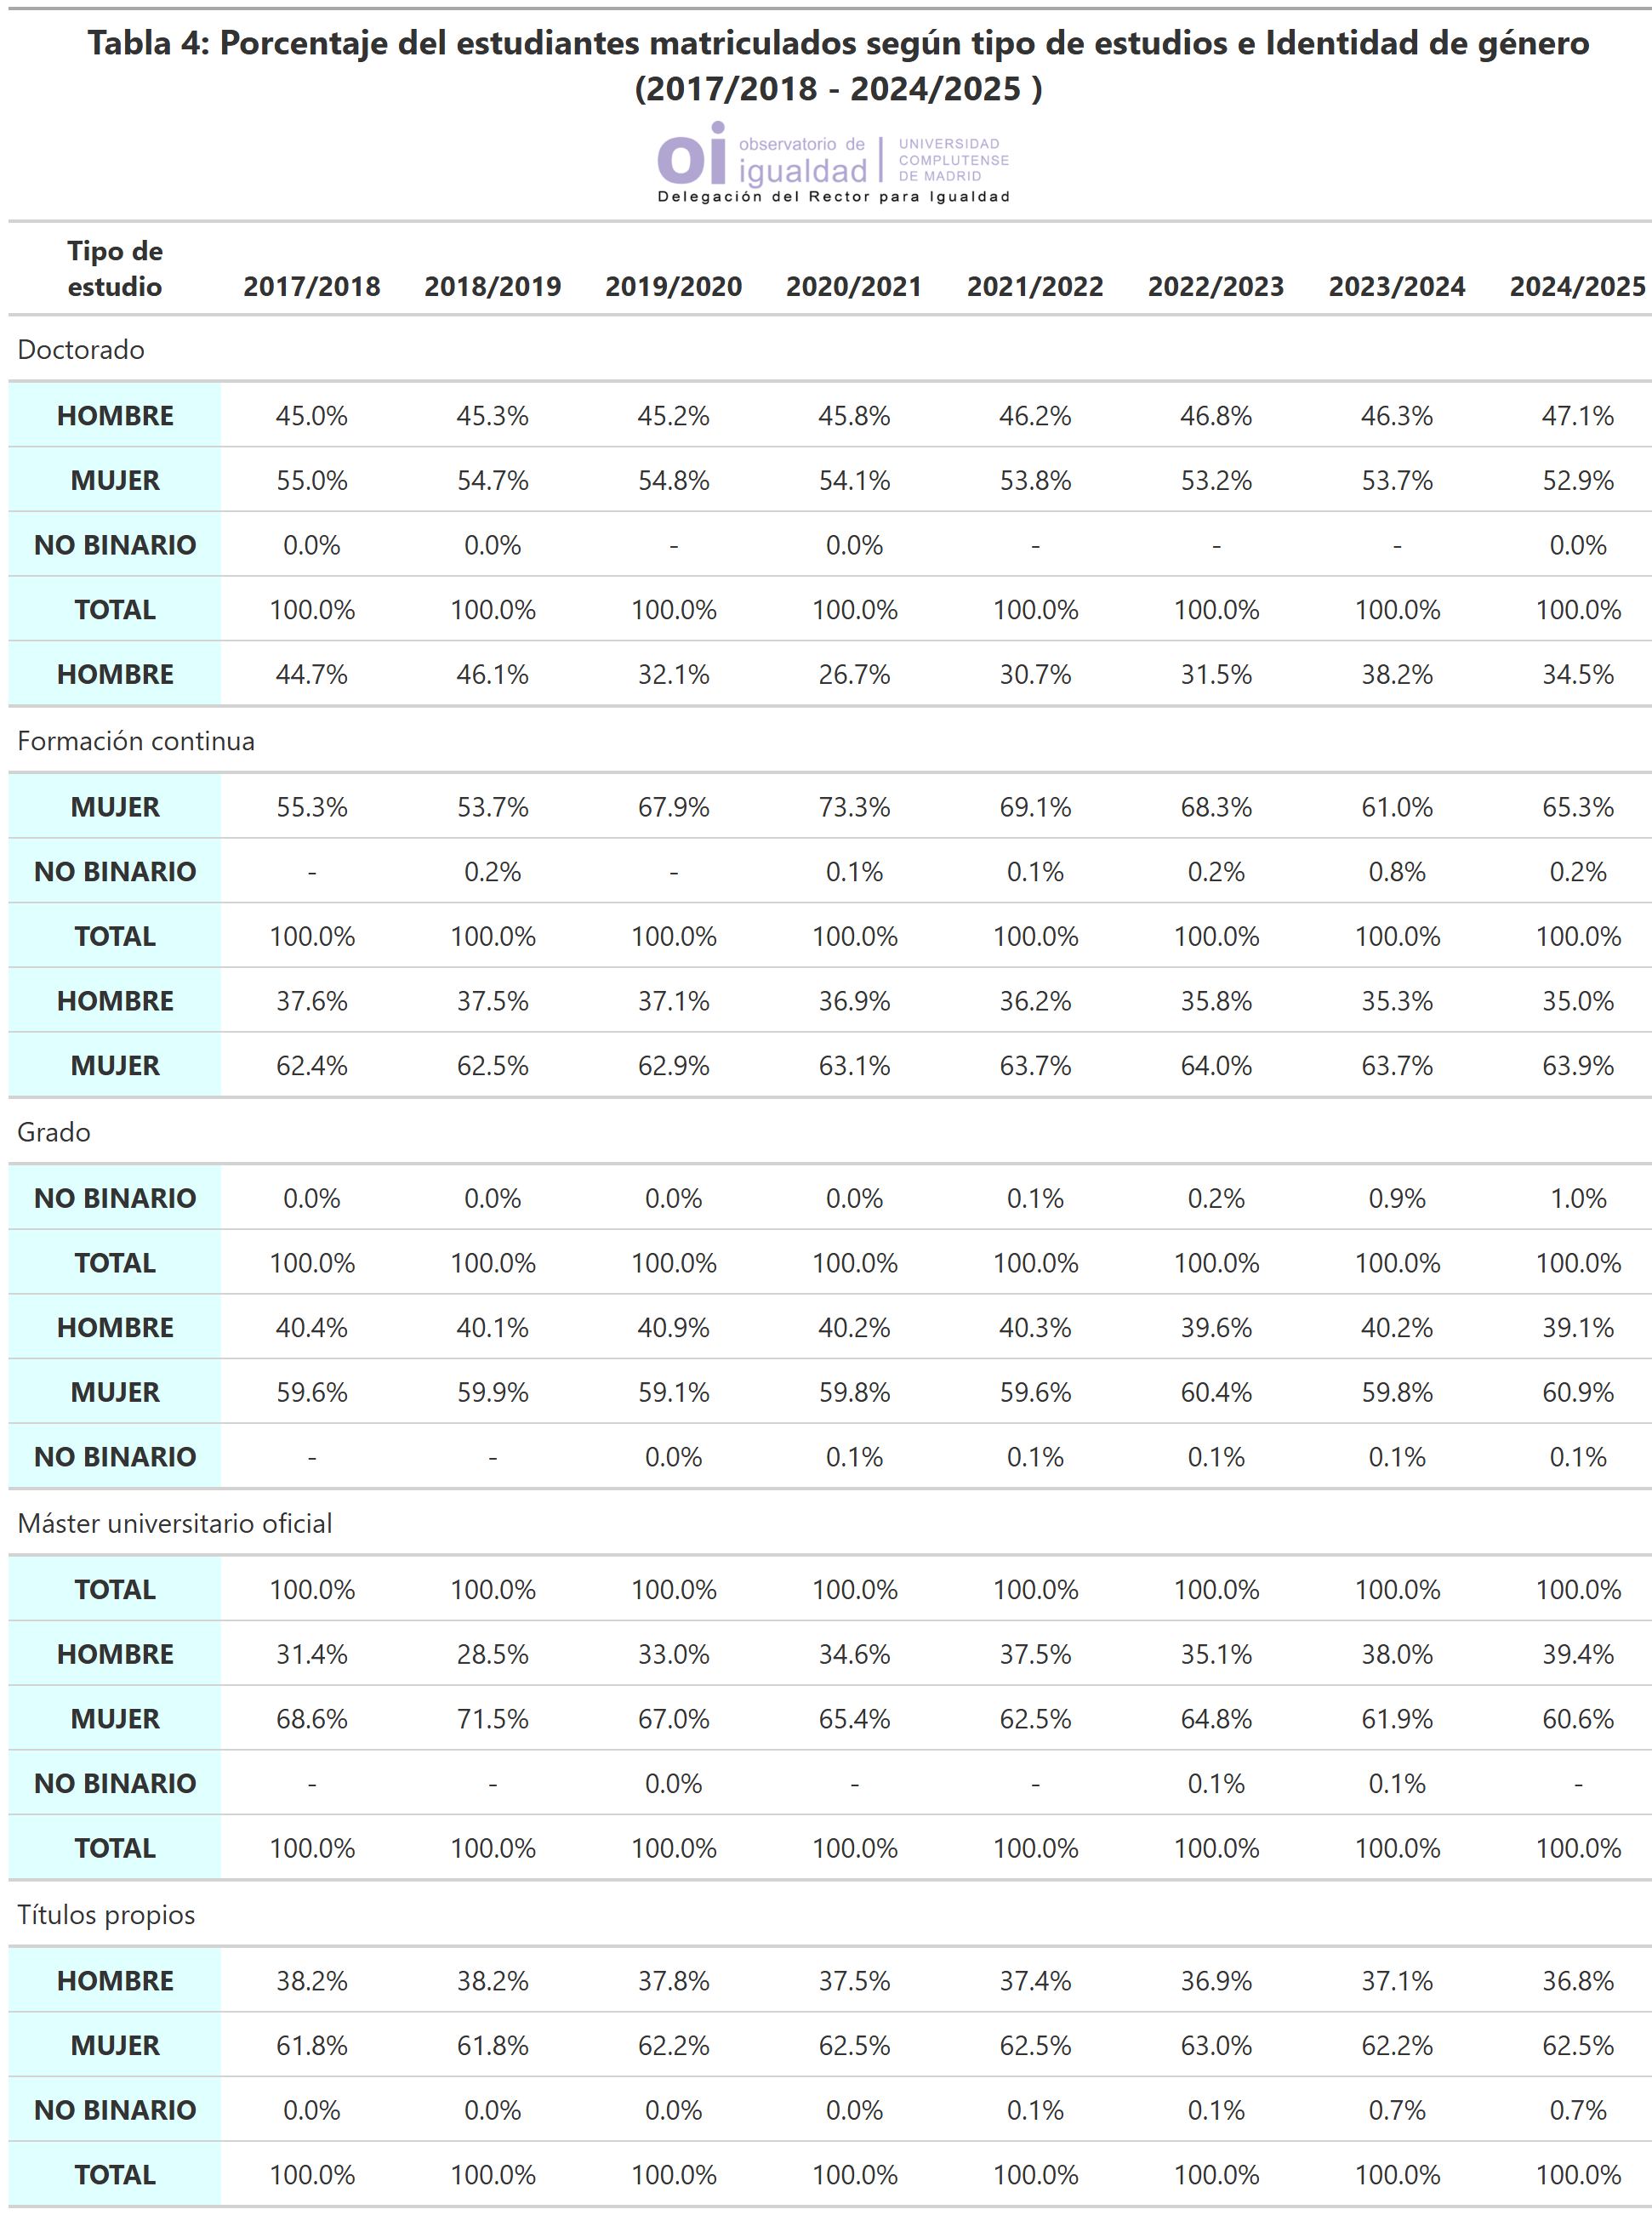 Tabla 4: Porcentaje del estudiantes matriculados según tipo de estudios e Identidad de género
(2017/2018 - 2024/2025 )
oi observatorio de igualdad UNIVERSIDAD COMPLUTENSE DE MADRID
Delegación del Rector para Igualdad
Tipo de estudio 2017/2018 2018/2019 2019/2020 2020/2021 2021/2022 2022/2023 2023/2024 2024/2025
Doctorado
HOMBRE 45.0% 45.3% 45.2% 45.8% 46.2% 46.8% 46.3% 47.1%
MUJER 55.0% 54.7% 54.8% 54.1% 53.8% 53.2% 53.7% 52.9%
NO BINARIO 0.0% 0.0% - 0.0% - - - 0.0%
TOTAL 100.0% 100.0% 100.0% 100.0% 100.0% 100.0% 100.0% 100.0%
HOMBRE 44.7% 46.1% 32.1% 26.7% 30.7% 31.5% 38.2% 34.5%
Formación continua
MUJER 55.3% 53.7% 67.9% 73.3% 69.1% 68.3% 61.0% 65.3%
NO BINARIO - 0.2% - 0.1% 0.1% 0.2% 0.8% 0.2%
TOTAL 100.0% 100.0% 100.0% 100.0% 100.0% 100.0% 100.0% 100.0%
HOMBRE 37.6% 37.5% 37.1% 36.9% 36.2% 35.8% 35.3% 35.0%
MUJER 62.4% 62.5% 62.9% 63.1% 63.7% 64.0% 63.7% 63.9%
Grado
NO BINARIO 0.0% 0.0% 0.0% 0.0% 0.1% 0.2% 0.9% 1.0%
TOTAL 100.0% 100.0% 100.0% 100.0% 100.0% 100.0% 100.0% 100.0%
HOMBRE 40.4% 40.1% 40.9% 40.2% 40.3% 39.6% 40.2% 39.1%
MUJER 59.6% 59.9% 59.1% 59.8% 59.6% 60.4% 59.8% 60.9%
NO BINARIO - - 0.0% 0.1% 0.1% 0.1% 0.1% 0.1%
Máster universitario oficial
TOTAL 100.0% 100.0% 100.0% 100.0% 100.0% 100.0% 100.0% 100.0%
HOMBRE 31.4% 28.5% 33.0% 34.6% 37.5% 35.1% 38.0% 39.4%
MUJER 68.6% 71.5% 67.0% 65.4% 62.5% 64.8% 61.9% 60.6%
NO BINARIO - - 0.0% - - 0.1% 0.1% -
TOTAL 100.0% 100.0% 100.0% 100.0% 100.0% 100.0% 100.0% 100.0%
Títulos propios
HOMBRE 38.2% 38.2% 37.8% 37.5% 37.4% 36.9% 37.1% 36.8%
MUJER 61.8% 61.8% 62.2% 62.5% 62.5% 63.0% 62.2% 62.5%
NO BINARIO 0.0% 0.0% 0.0% 0.0% 0.1% 0.1% 0.7% 0.7%
TOTAL 100.0% 100.0% 100.0% 100.0% 100.0% 100.0% 100.0% 100.0%